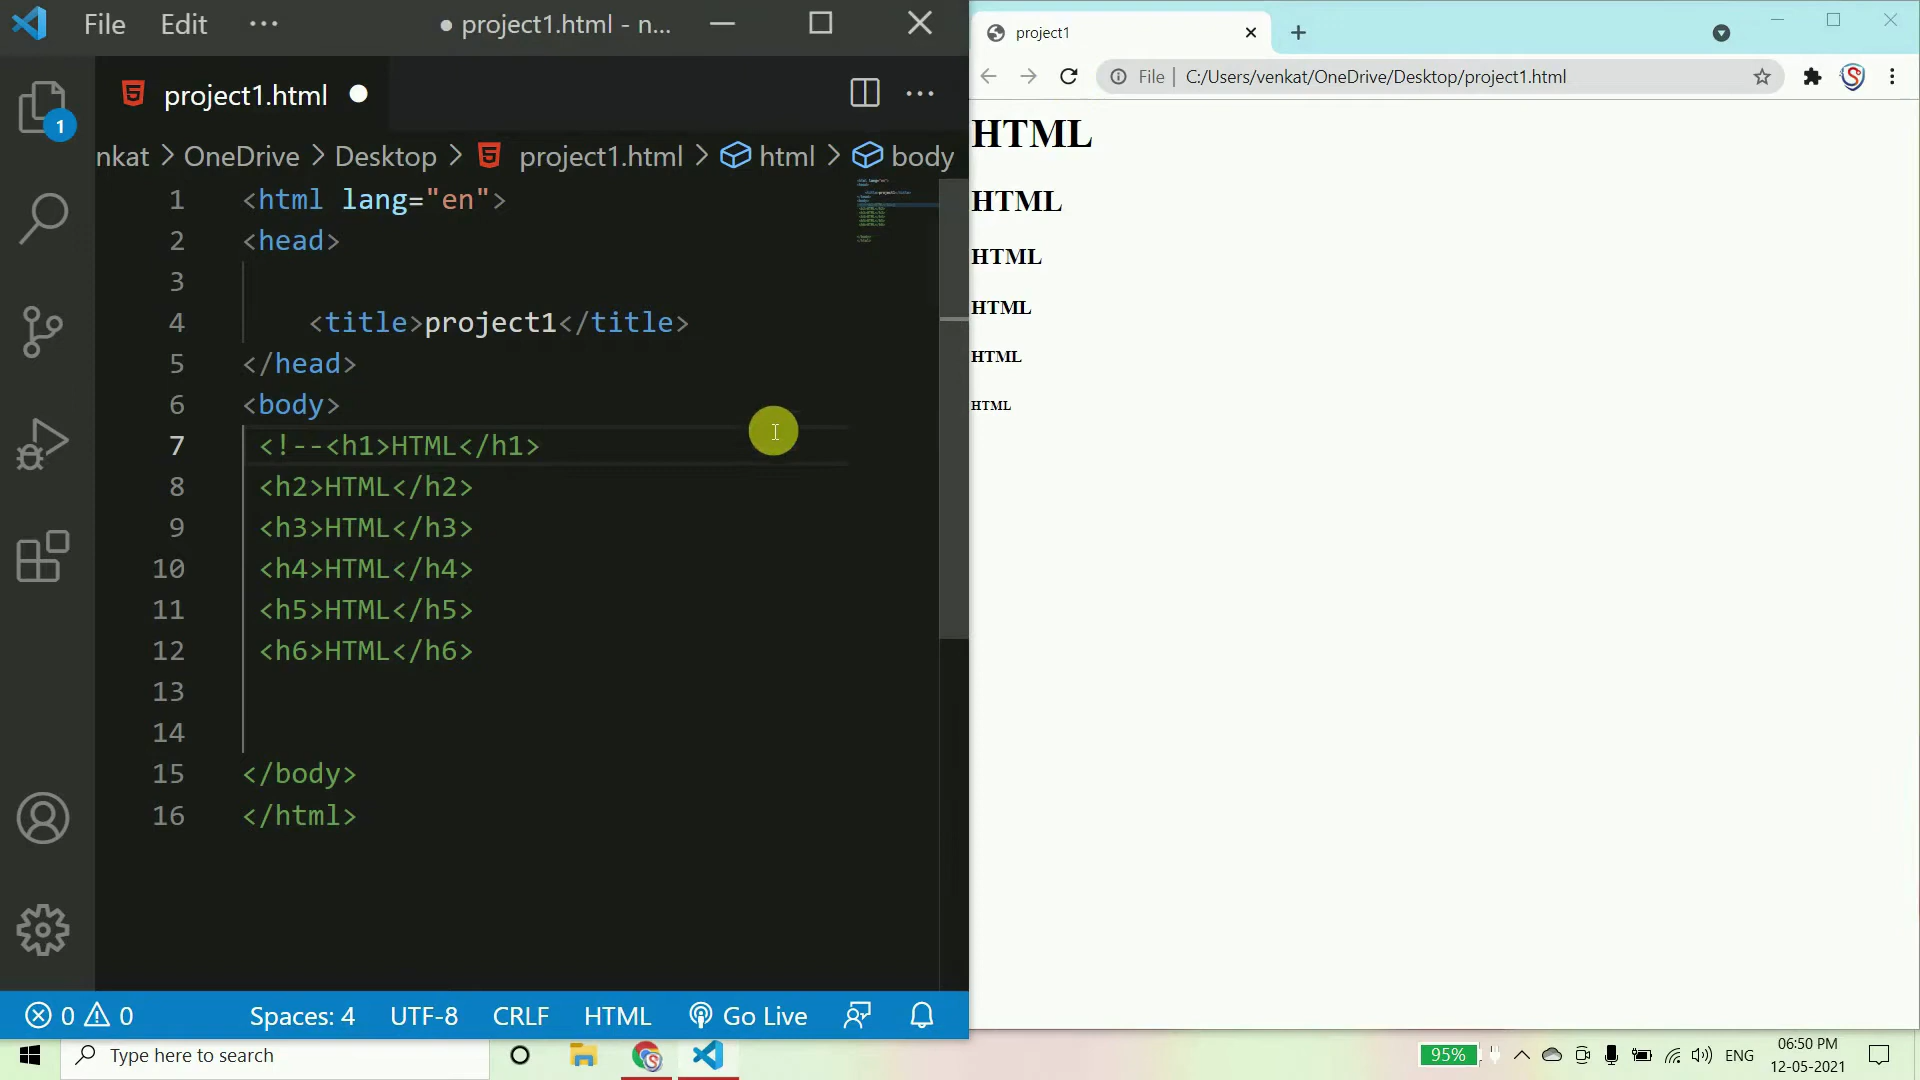 File Edit ··· ● project1.html - n...
project1.html ●
1
nkat > OneDrive > Desktop > project1.html > html > body
1 <html lang="en">
2 <head>
3
4 <title>project1</title>
5 </head>
6 <body>
7 <!--<h1>HTML</h1>
8 <h2>HTML</h2>
9 <h3>HTML</h3>
10 <h4>HTML</h4>
11 <h5>HTML</h5>
12 <h6>HTML</h6>
13
14
15 </body>
16 </html>
0 0 Spaces: 4 UTF-8 CRLF HTML Go Live
project1
File | C:/Users/venkat/OneDrive/Desktop/project1.html
HTML
HTML
HTML
HTML
HTML
HTML
Type here to search
95% ENG
06:50 PM
12-05-2021